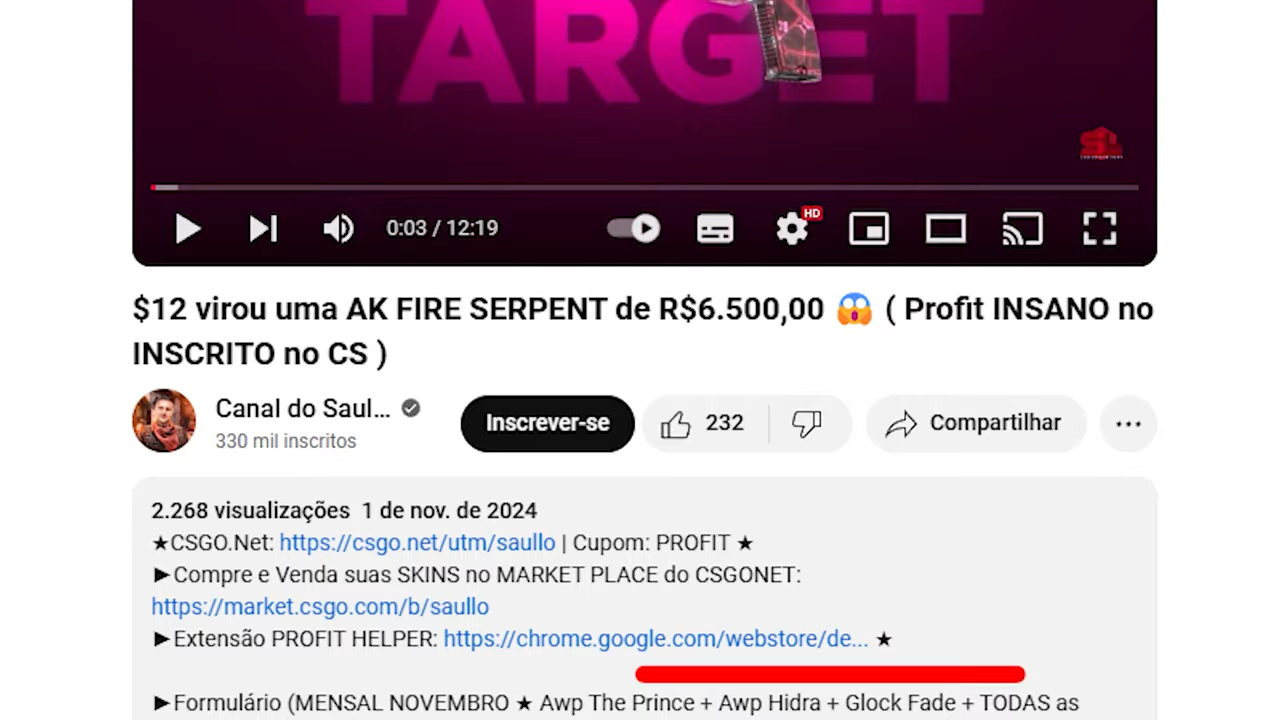 TARGET
HD
0:03 / 12:19
$12 virou uma AK FIRE SERPENT de R$6.500,00 😱 ( Profit INSANO no
INSCRITO no CS )
Canal do Saul...
330 mil inscritos
Inscrever-se
232
Compartilhar
2.268 visualizações 1 de nov. de 2024
★CSGO.Net: https://csgo.net/utm/saullo | Cupom: PROFIT ★
►Compre e Venda suas SKINS no MARKET PLACE do CSGONET:
https://market.csgo.com/b/saullo
►Extensão PROFIT HELPER: https://chrome.google.com/webstore/de... ★
►Formulário (MENSAL NOVEMBRO ★ Awp The Prince + Awp Hidra + Glock Fade + TODAS as